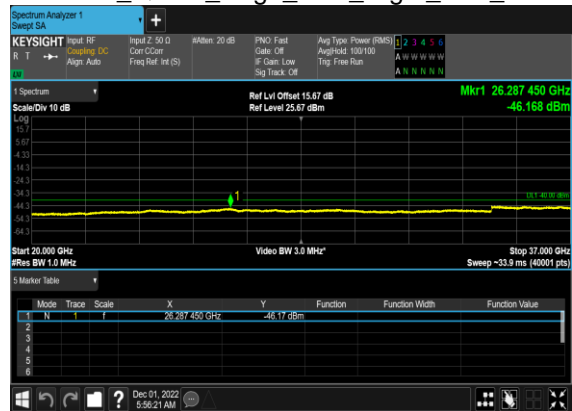 Spectrum Analyzer 1
Swept SA
+
KEYSIGHT Input: RF Input Z: 50 Ω #Atten: 20 dB PNO: Fast Avg Type: Power (RMS) 1 2 3 4 5 6
R T Coupling: DC Corr CCorr Gate: Off Avg|Hold: 100/100 A W W W W W
Align: Auto Freq Ref: Int (S) IF Gain: Low Trig: Free Run
LW Sig Track: Off A N N N N N
1 Spectrum Ref Lvl Offset 15.67 dB Mkr1 26.287 450 GHz
Scale/Div 10 dB Ref Level 25.67 dBm -46.168 dBm
Log
15.7
5.67
-4.33
-14.3
-24.3
-34.3
1
DL1 -40.00 dBm
-44.3
-54.3
-64.3
Start 20.000 GHz Video BW 3.0 MHz* Stop 37.000 GHz
#Res BW 1.0 MHz Sweep ~33.9 ms (40001 pts)
5 Marker Table
Mode Trace Scale X Y Function Function Width Function Value
1 N 1 f 26.287 450 GHz -46.17 dBm
2
3
4
5
6
? Dec 01, 2022
5:56:21 AM